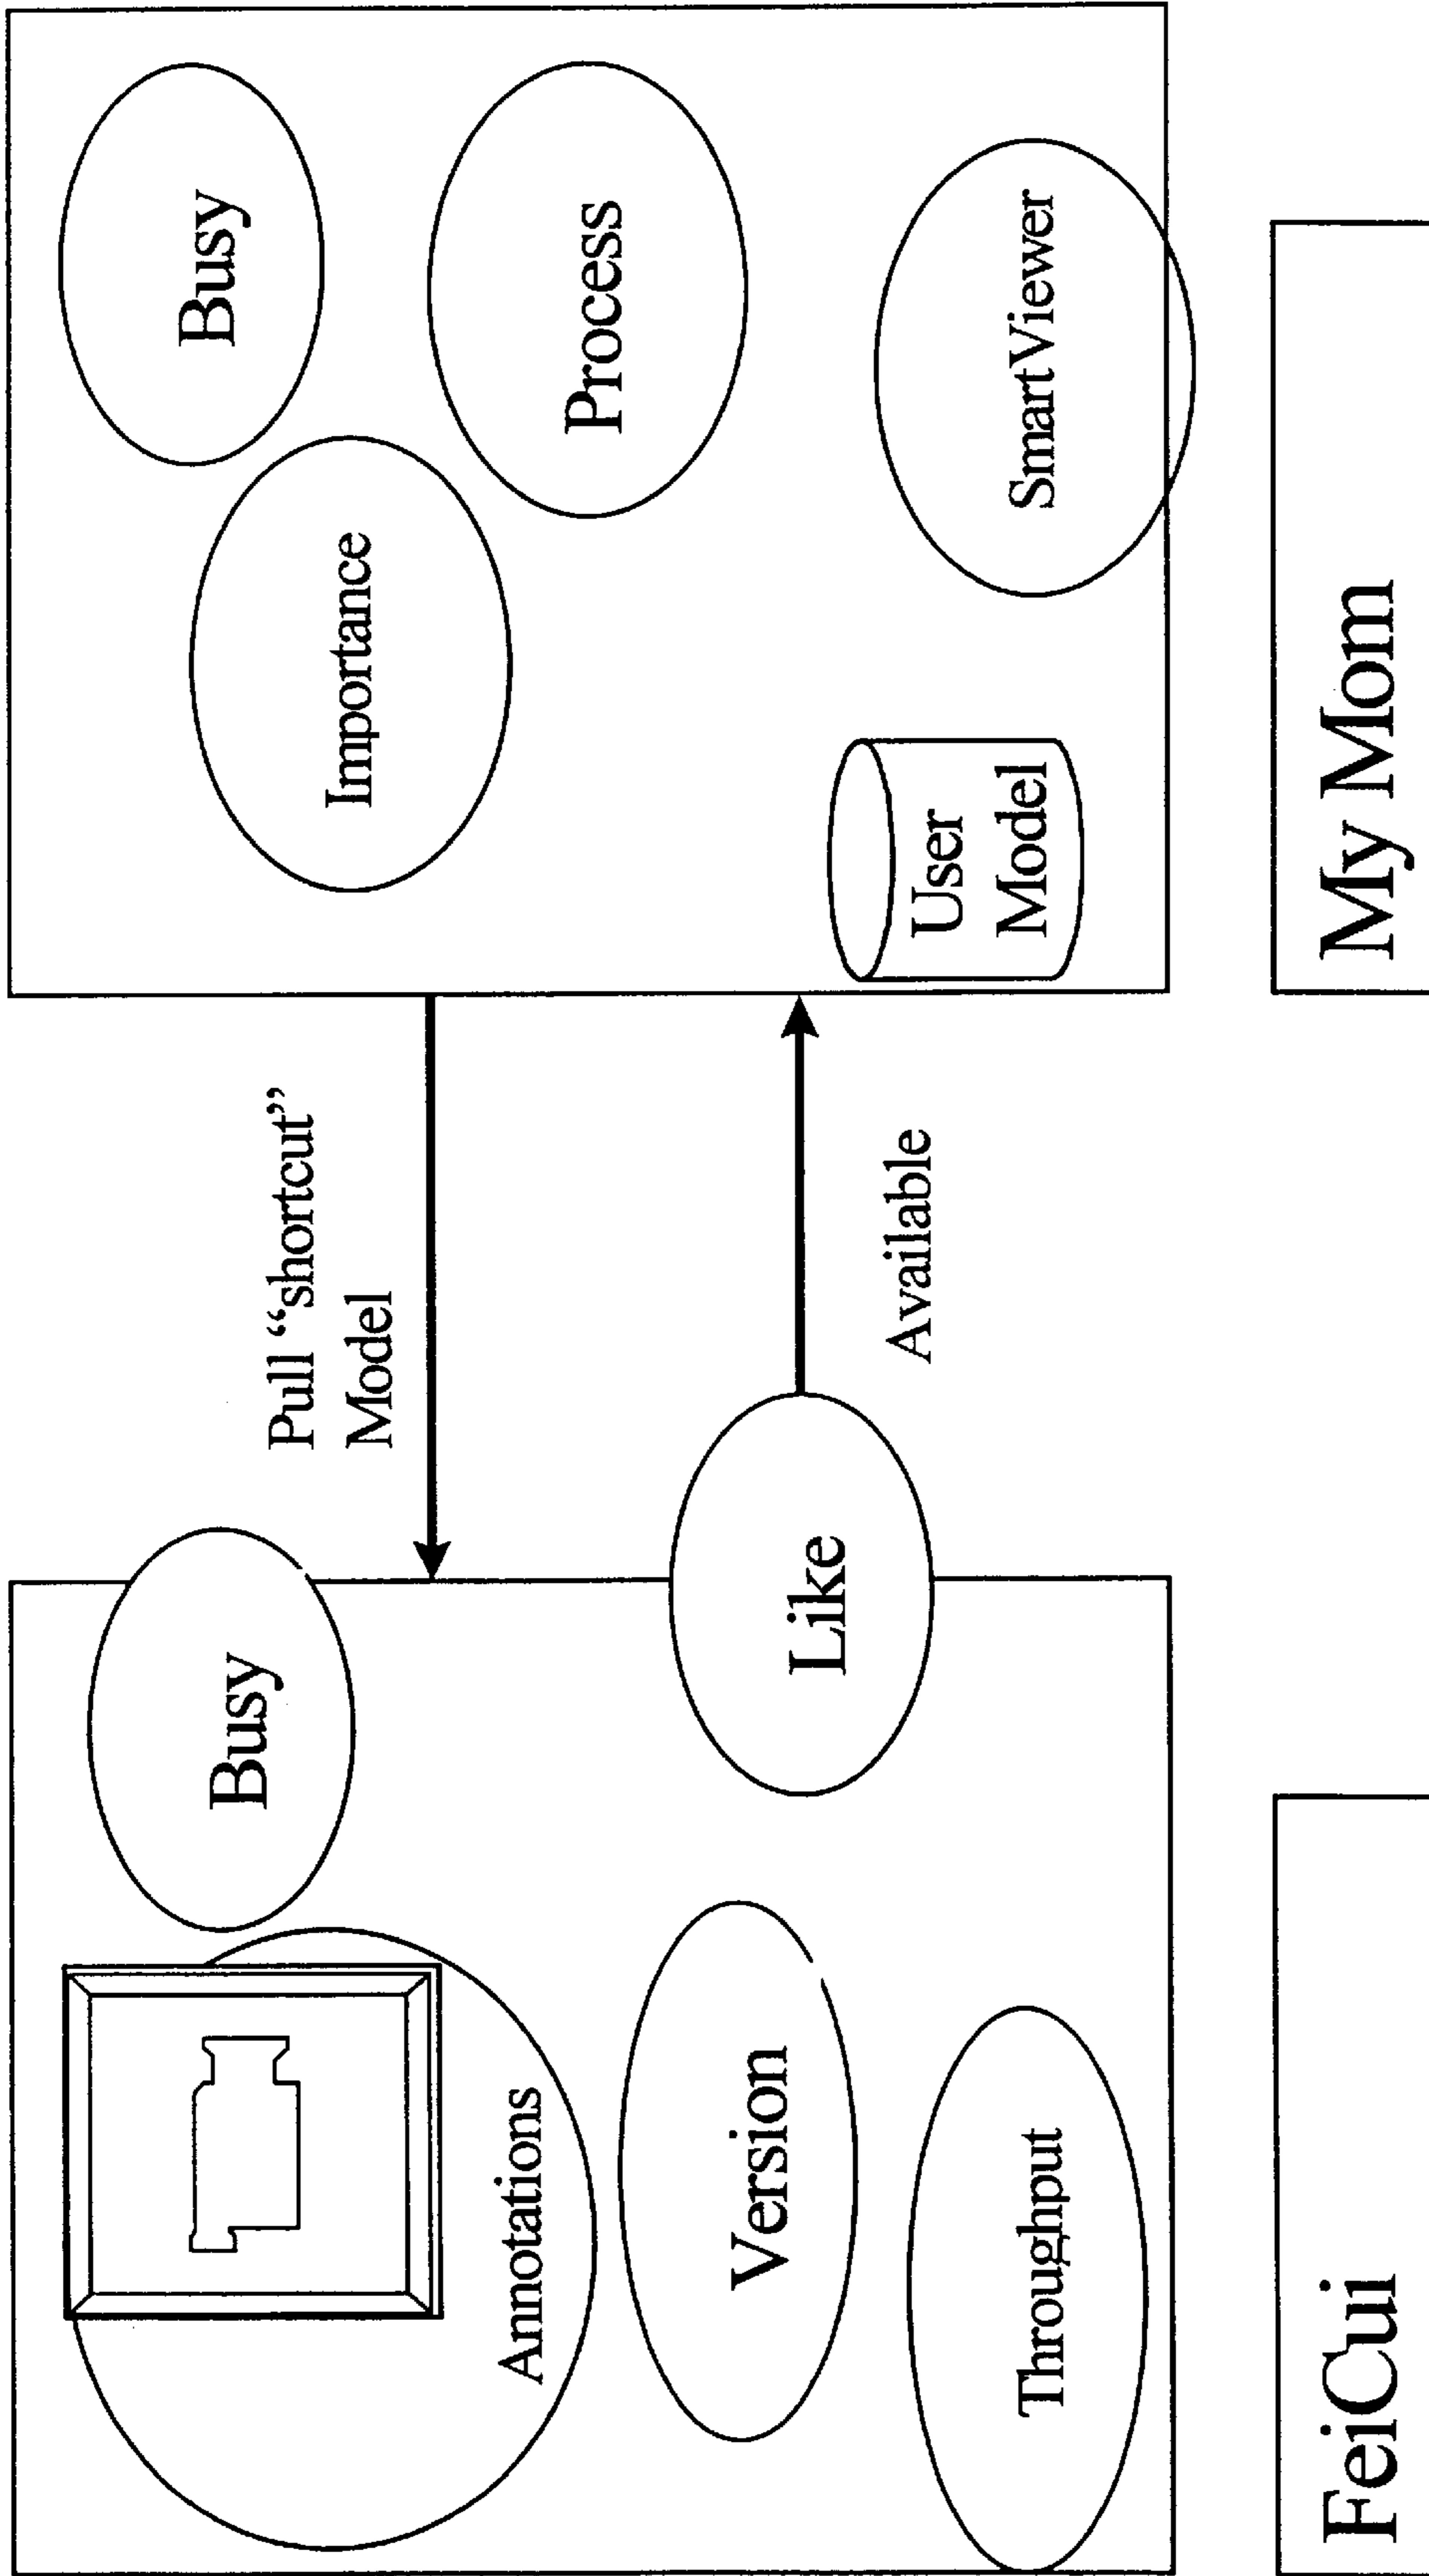 Annotations
Busy
Version
Like
Throughput
Pull “shortcut”
Model
Available
Importance
Busy
Process
User
Model
SmartViewer
FeiCui
My Mom